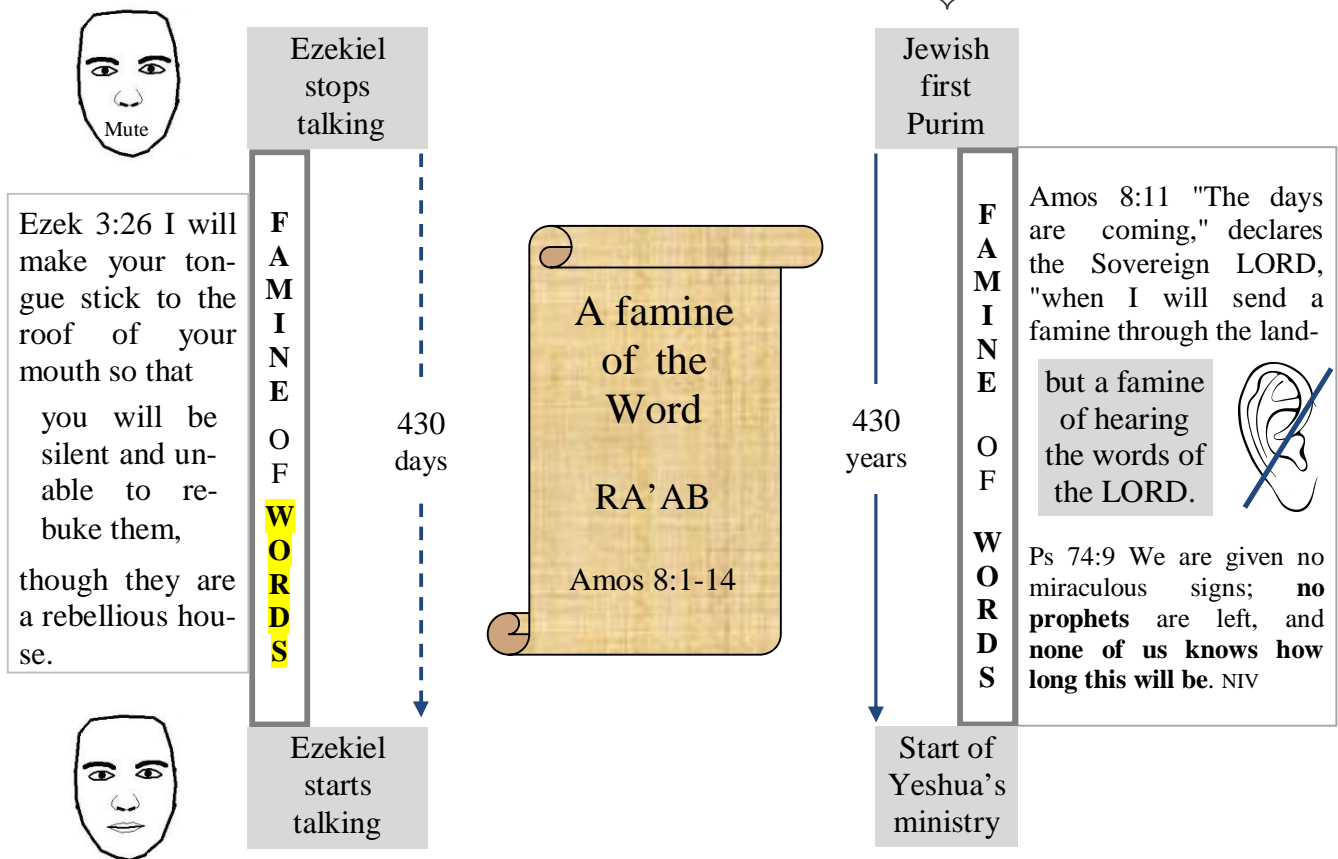 Mute
Ezekiel
stops
talking
Ezek 3:26 I will
make your ton-
gue stick to the
roof of your
mouth so that
you will be
silent and un-
able to re-
buke them,
though they are
a rebellious hou-
se.
F
A
M
I
N
E
O
F
W
O
R
D
S
430
days
Ezekiel
starts
talking
A famine
of the
Word
RA’AB
Amos 8:1-14
Jewish
first
Purim
430
years
F
A
M
I
N
E
O
F
W
O
R
D
S
Start of
Yeshua’s
ministry
Amos 8:11 "The days
are coming," declares
the Sovereign LORD,
"when I will send a
famine through the land-
but a famine
of hearing
the words of
the LORD.
Ps 74:9 We are given no
miraculous signs; no
prophets are left, and
none of us knows how
long this will be. NIV